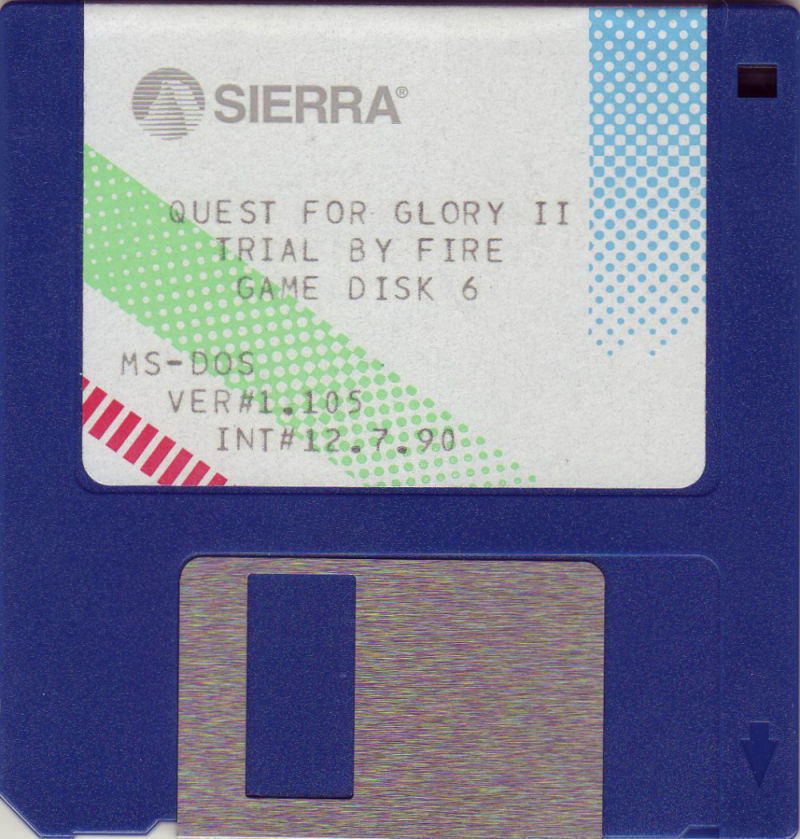 SIERRA®
QUEST FOR GLORY II
TRIAL BY FIRE
GAME DISK 6
MS-DOS
VER#1.105
INT#12.7.90